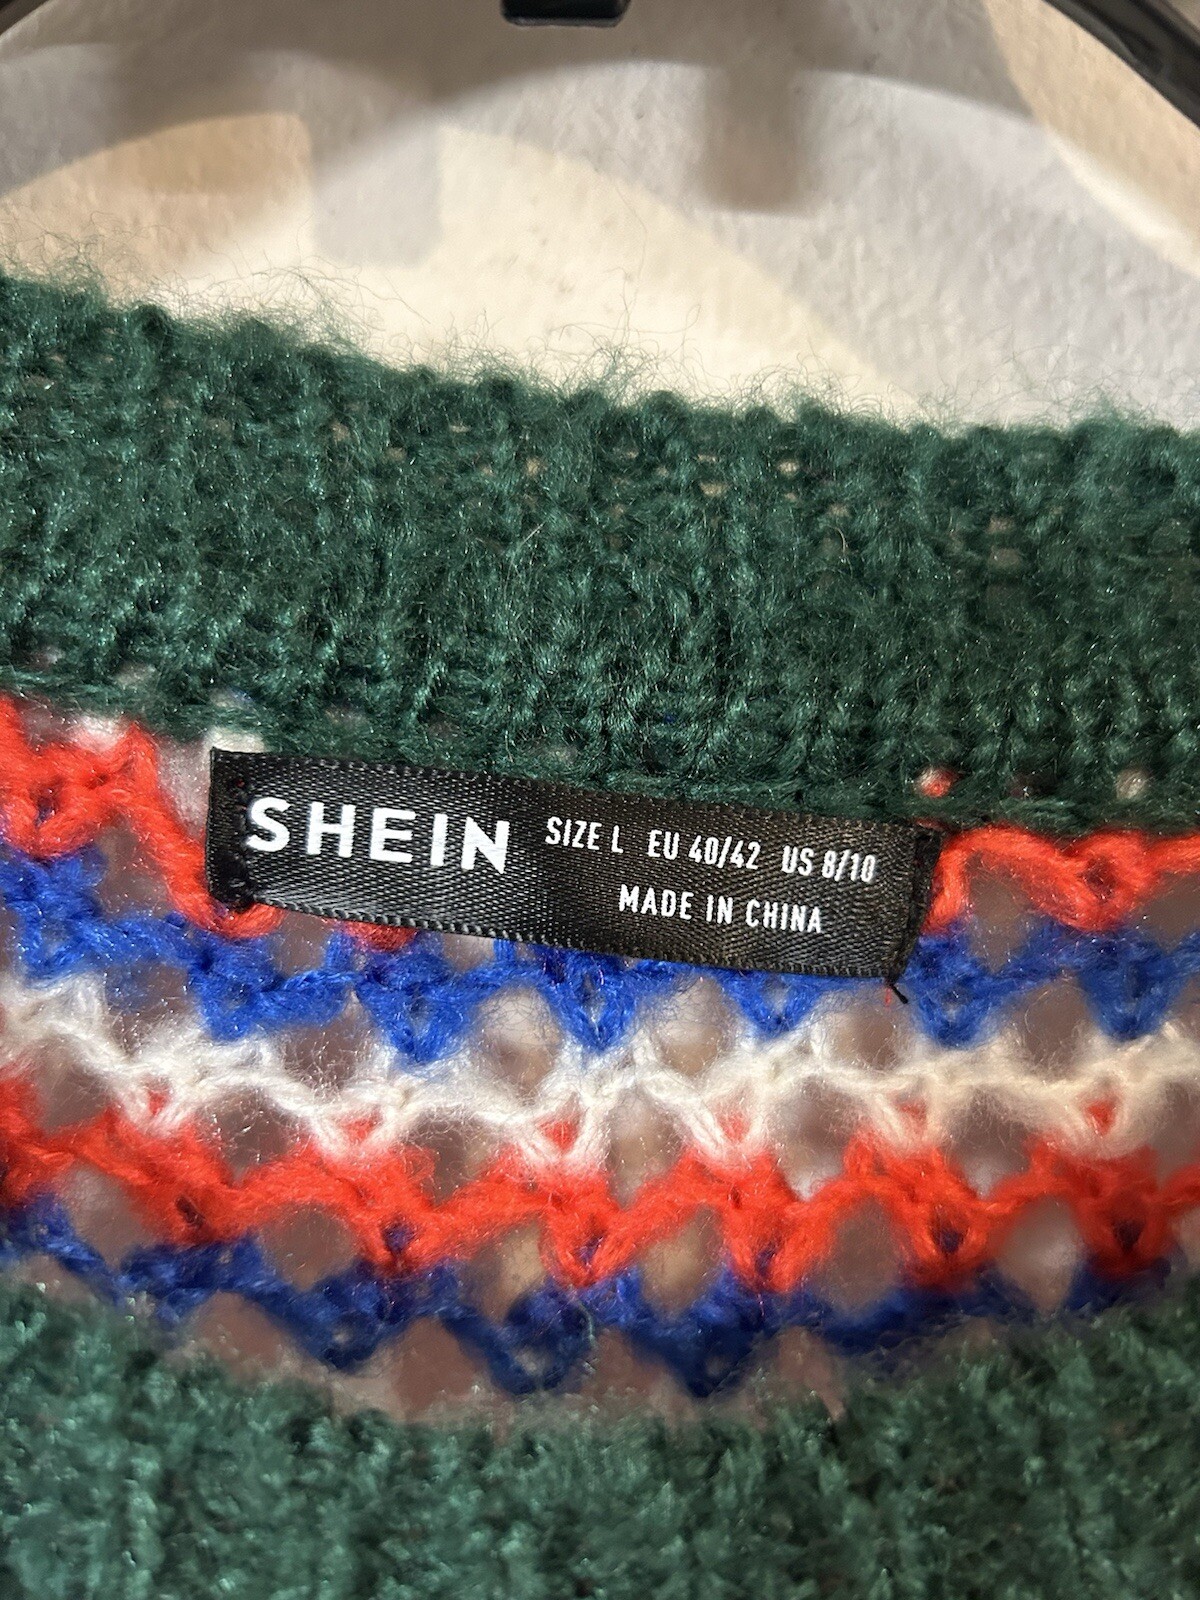 SHEIN SIZE L EU 40/42 US 8/10
MADE IN CHINA